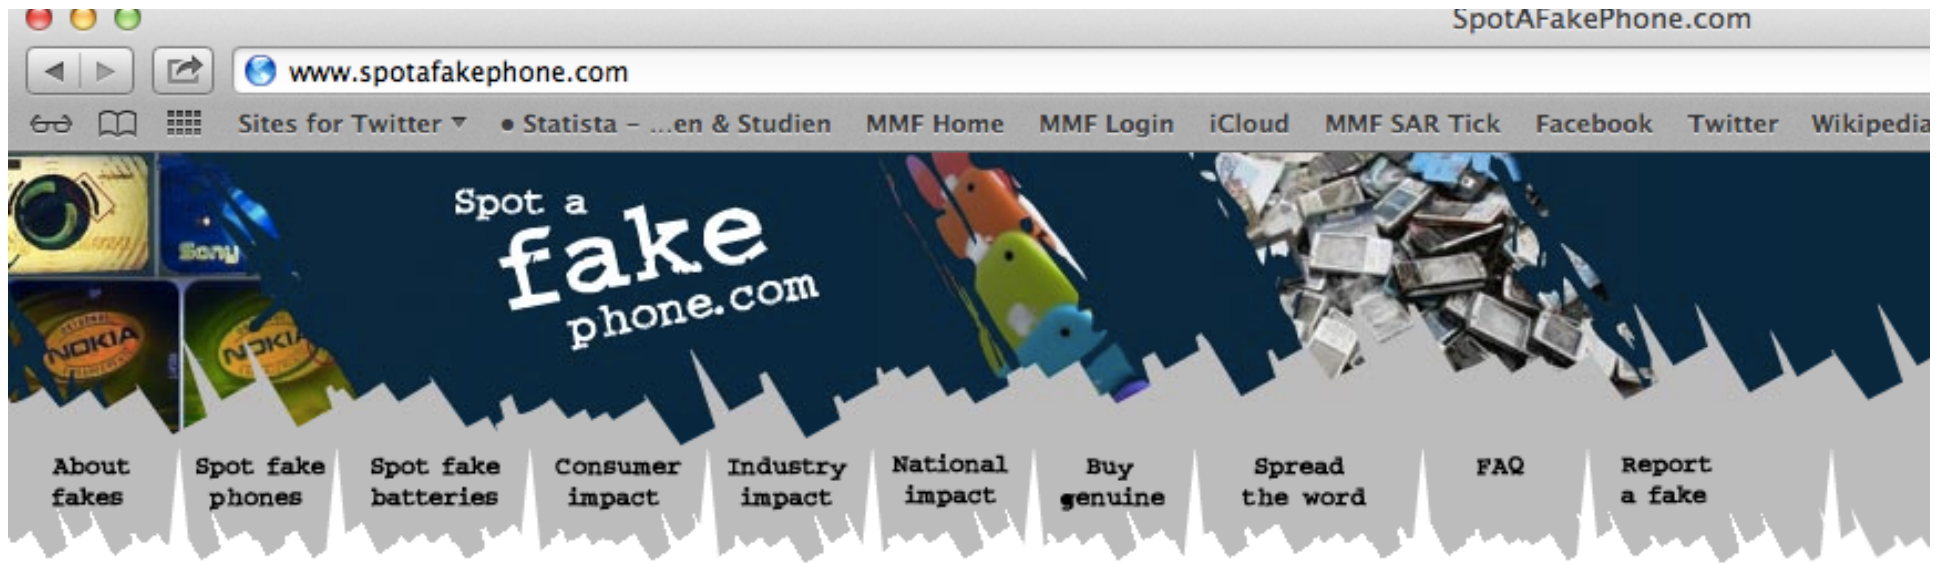 SpotAFakePhone.com
www.spotafakephone.com
Sites for Twitter ▾ • Statista – ...en & Studien MMF Home MMF Login iCloud MMF SAR Tick Facebook Twitter Wikipedia
Spot a
fake
phone.com
Sony
NOKIA
NOKIA
About
fakes
Spot fake
phones
Spot fake
batteries
Consumer
impact
Industry
impact
National
impact
Buy
genuine
Spread
the word
FAQ
Report
a fake